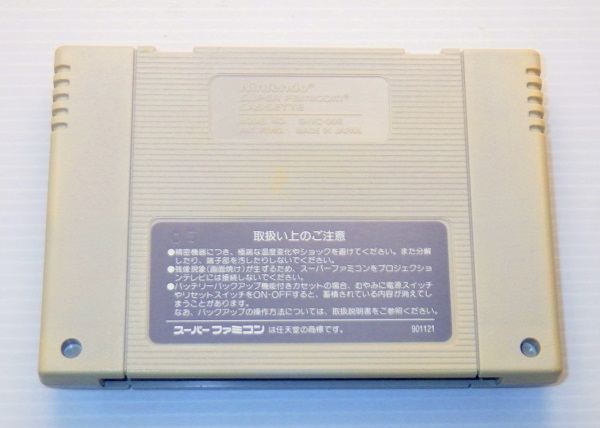 Nintendo®
SUPER FAMICOM®
CASSETTE
MODEL NO. SHVC-006
PAT. PEND. MADE IN JAPAN
取扱い上のご注意
●精密機器につき、極端な温度変化やショックを避けてください。また分解
したり、端子部を汚したりしないでください。
●残像現象(画面焼け)が生ずるため、スーパーファミコンをプロジェクショ
ンテレビには接続しないでください。
●バッテリーバックアップ機能付きカセットの場合、むやみに電源スイッチ
やリセットスイッチをON・OFFすると、蓄積されている内容が消えてし
まうことがあります。
なお、バックアップの操作方法については、取扱説明書をご参照ください。
スーパーファミコン は任天堂の商標です。
901121